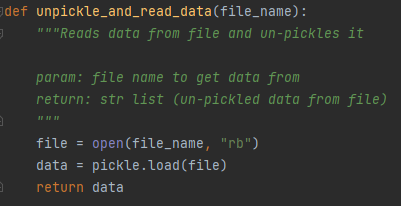 def unpickle_and_read_data(file_name):
"""Reads data from file and un-pickles it
param: file name to get data from
return: str list (un-pickled data from file)
"""
file = open(file_name, "rb")
data = pickle.load(file)
return data